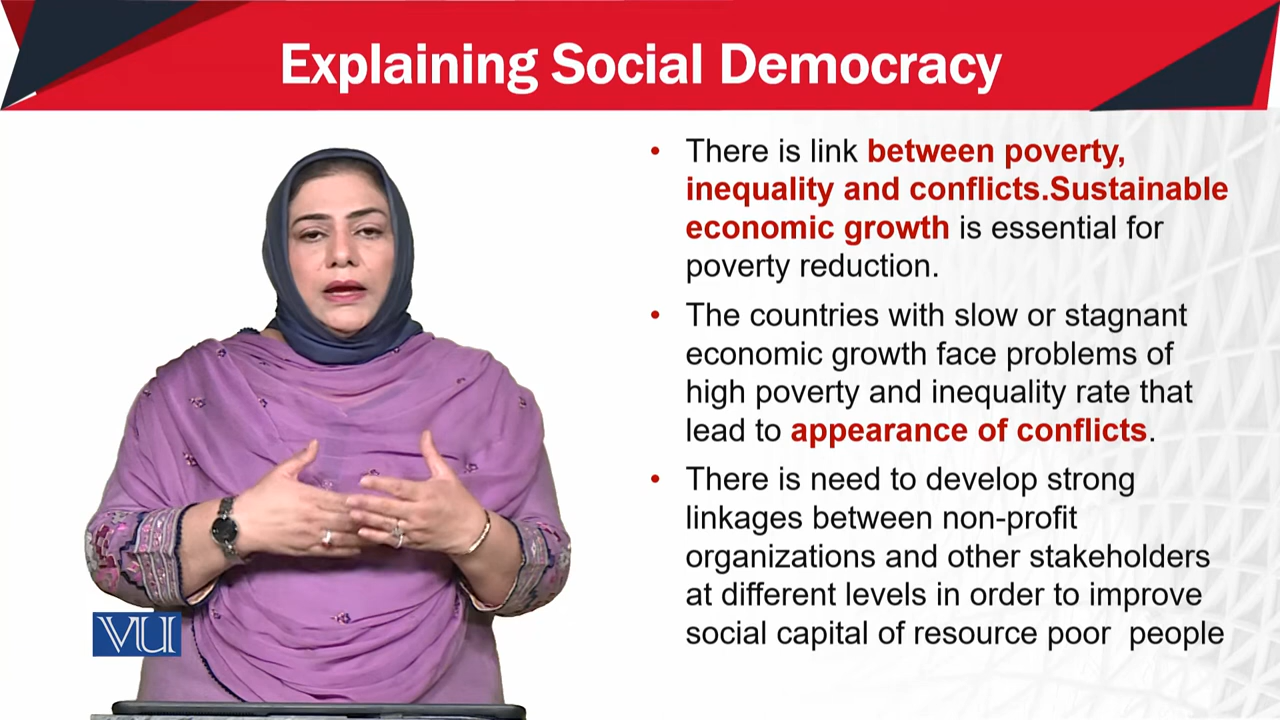 Explaining Social Democracy
• There is link between poverty,
inequality and conflicts.Sustainable
economic growth is essential for
poverty reduction.
• The countries with slow or stagnant
economic growth face problems of
high poverty and inequality rate that
lead to appearance of conflicts.
• There is need to develop strong
linkages between non-profit
organizations and other stakeholders
at different levels in order to improve
social capital of resource poor  people
VU